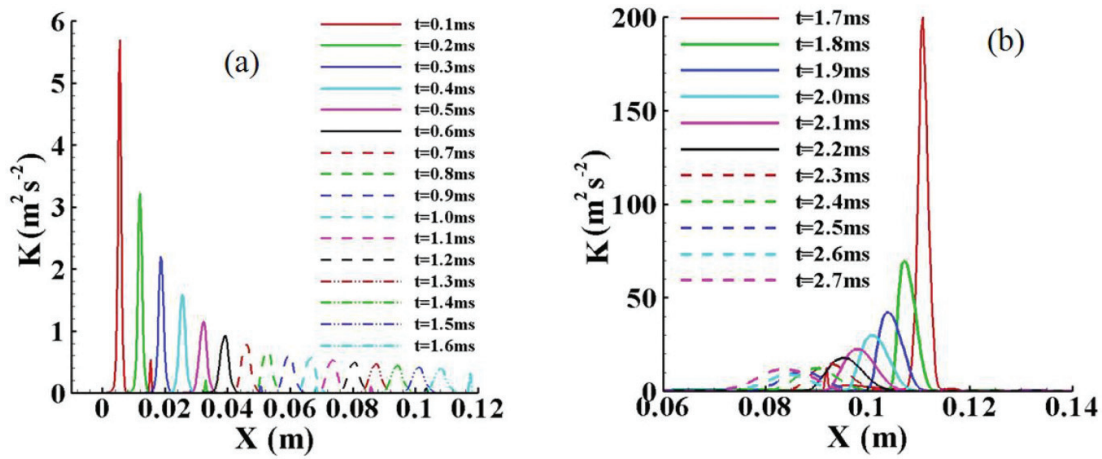 6
5
4
3
2
1
0
K (m²s⁻²)
(a)
t=0.1ms
t=0.2ms
t=0.3ms
t=0.4ms
t=0.5ms
t=0.6ms
t=0.7ms
t=0.8ms
t=0.9ms
t=1.0ms
t=1.1ms
t=1.2ms
t=1.3ms
t=1.4ms
t=1.5ms
t=1.6ms
0 0.02 0.04 0.06 0.08 0.1 0.12
X (m)
200
150
100
50
0
K (m²s⁻²)
t=1.7ms
t=1.8ms
t=1.9ms
t=2.0ms
t=2.1ms
t=2.2ms
t=2.3ms
t=2.4ms
t=2.5ms
t=2.6ms
t=2.7ms
(b)
0.06 0.08 0.1 0.12 0.14
X (m)